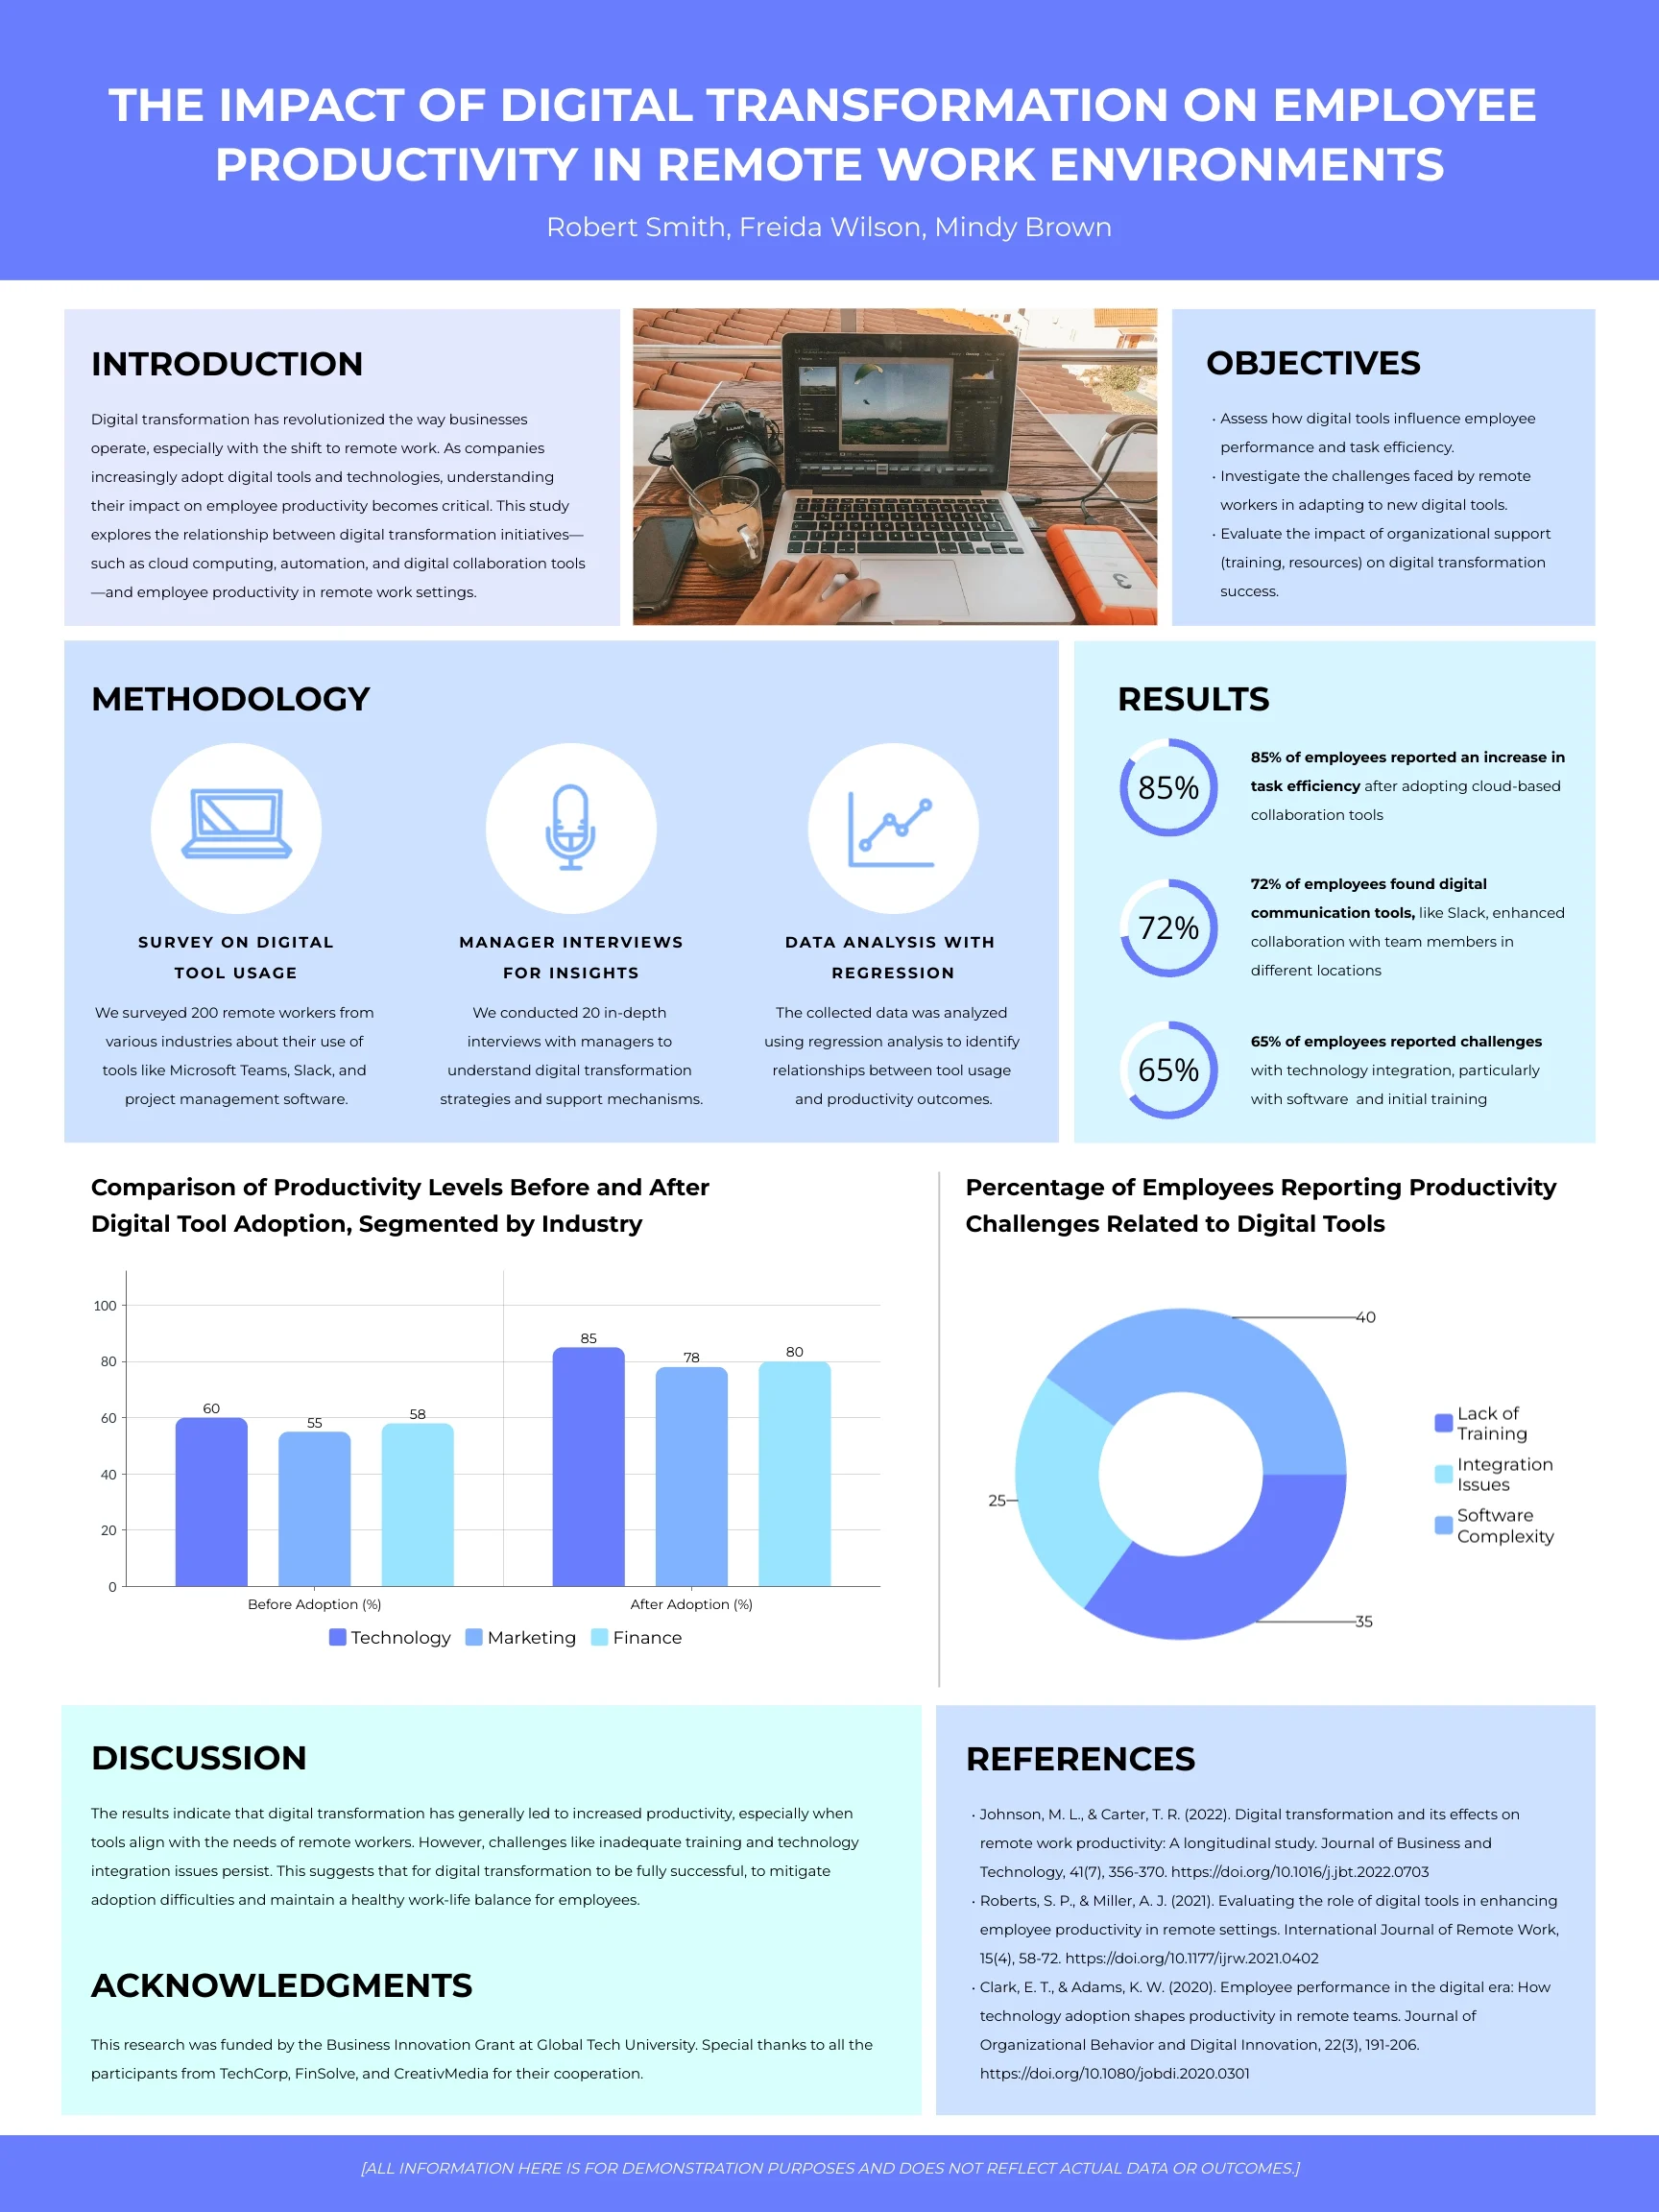 THE IMPACT OF DIGITAL TRANSFORMATION ON EMPLOYEE
PRODUCTIVITY IN REMOTE WORK ENVIRONMENTS
Robert Smith, Freida Wilson, Mindy Brown
INTRODUCTION
Digital transformation has revolutionized the way businesses
operate, especially with the shift to remote work. As companies
increasingly adopt digital tools and technologies, understanding
their impact on employee productivity becomes critical. This study
explores the relationship between digital transformation initiatives—
such as cloud computing, automation, and digital collaboration tools
—and employee productivity in remote work settings.
OBJECTIVES
· Assess how digital tools influence employee
performance and task efficiency.
· Investigate the challenges faced by remote
workers in adapting to new digital tools.
· Evaluate the impact of organizational support
(training, resources) on digital transformation
success.
METHODOLOGY
SURVEY ON DIGITAL
TOOL USAGE
We surveyed 200 remote workers from
various industries about their use of
tools like Microsoft Teams, Slack, and
project management software.
MANAGER INTERVIEWS
FOR INSIGHTS
We conducted 20 in-depth
interviews with managers to
understand digital transformation
strategies and support mechanisms.
DATA ANALYSIS WITH
REGRESSION
The collected data was analyzed
using regression analysis to identify
relationships between tool usage
and productivity outcomes.
RESULTS
85%
85% of employees reported an increase in
task efficiency after adopting cloud-based
collaboration tools
72%
72% of employees found digital
communication tools, like Slack, enhanced
collaboration with team members in
different locations
65%
65% of employees reported challenges
with technology integration, particularly
with software  and initial training
Comparison of Productivity Levels Before and After
Digital Tool Adoption, Segmented by Industry
100
80
60
40
20
0
60
55
58
85
78
80
Before Adoption (%)
After Adoption (%)
Technology
Marketing
Finance
Percentage of Employees Reporting Productivity
Challenges Related to Digital Tools
40
25
35
Lack of
Training
Integration
Issues
Software
Complexity
DISCUSSION
The results indicate that digital transformation has generally led to increased productivity, especially when
tools align with the needs of remote workers. However, challenges like inadequate training and technology
integration issues persist. This suggests that for digital transformation to be fully successful, to mitigate
adoption difficulties and maintain a healthy work-life balance for employees.
ACKNOWLEDGMENTS
This research was funded by the Business Innovation Grant at Global Tech University. Special thanks to all the
participants from TechCorp, FinSolve, and CreativMedia for their cooperation.
REFERENCES
· Johnson, M. L., & Carter, T. R. (2022). Digital transformation and its effects on
remote work productivity: A longitudinal study. Journal of Business and
Technology, 41(7), 356-370. https://doi.org/10.1016/j.jbt.2022.0703
· Roberts, S. P., & Miller, A. J. (2021). Evaluating the role of digital tools in enhancing
employee productivity in remote settings. International Journal of Remote Work,
15(4), 58-72. https://doi.org/10.1177/ijrw.2021.0402
· Clark, E. T., & Adams, K. W. (2020). Employee performance in the digital era: How
technology adoption shapes productivity in remote teams. Journal of
Organizational Behavior and Digital Innovation, 22(3), 191-206.
https://doi.org/10.1080/jobdi.2020.0301
[ALL INFORMATION HERE IS FOR DEMONSTRATION PURPOSES AND DOES NOT REFLECT ACTUAL DATA OR OUTCOMES.]